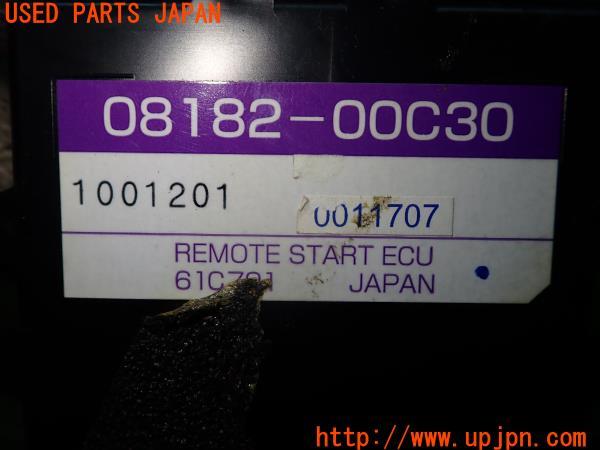 USED PARTS JAPAN
08182-00C30
1001201
0011707
REMOTE START ECU
JAPAN
http://www.upjpn.com